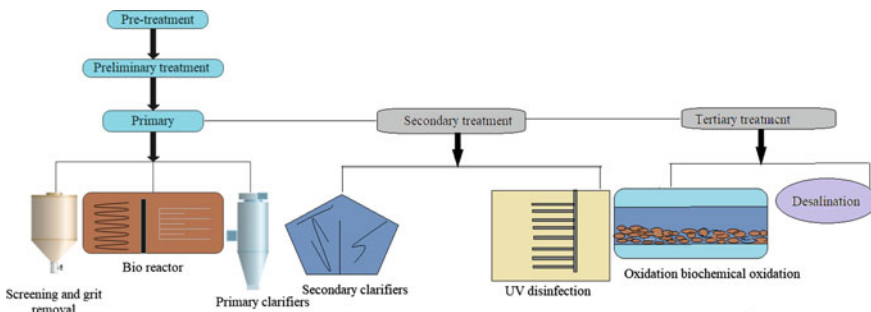 Pre-treatment
Preliminary treatment
Primary
Secondary treatment
Tertiary treatment
Screening and grit
removal
Bio reactor
Primary clarifiers
Secondary clarifiers
UV disinfection
Oxidation biochemical oxidation
Desalination